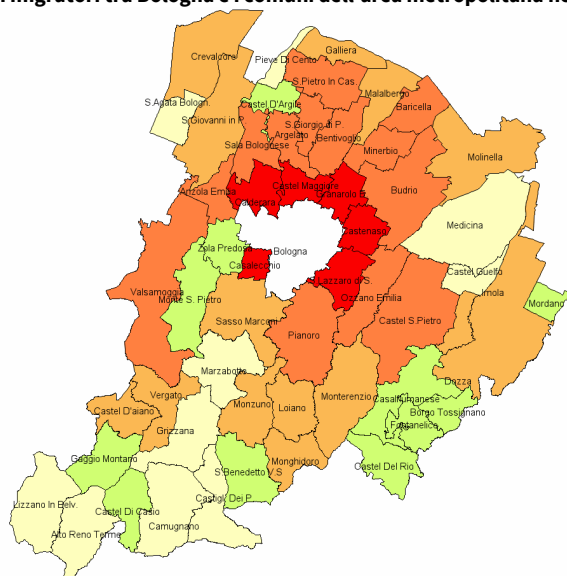 i migratori tra Bologna e i comuni dell'area metropolitana ne
Galliera
Crevalcore
Pieve Di Cento
S.Pietro In Cas.
Malalbergo
S.Agata Bologn.
Castel D'Argile
Baricella
S.Giovanni in P.
S.Giorgio di P.
Argelato
Bentivoglio
Sala Bolognese
Minerbio
Molinella
Castel Maggiore
Anzola Emilia
Granarolo E.
Budrio
Calderara
Medicina
Castenaso
Zola Predosa
Bologna
Casalecchio
Castel Guelfo
S.Lazzaro di S.
Imola
Valsamoggia
Ozzano Emilia
Monte S. Pietro
Mordano
Sasso Marconi
Castel S.Pietro
Pianoro
Marzabotto
Dozza
Vergato
Monterenzio
Casalfiumanese
Monzuno
Loiano
Castel D'aiano
Borgo Tossignano
Fontanelice
Grizzana
Gaggio Montano
Monghidoro
Castel Del Rio
S.Benedetto V.S
Castigl. Dei P.
Lizzano In Belv.
Castel Di Casio
Camugnano
Alto Reno Terme